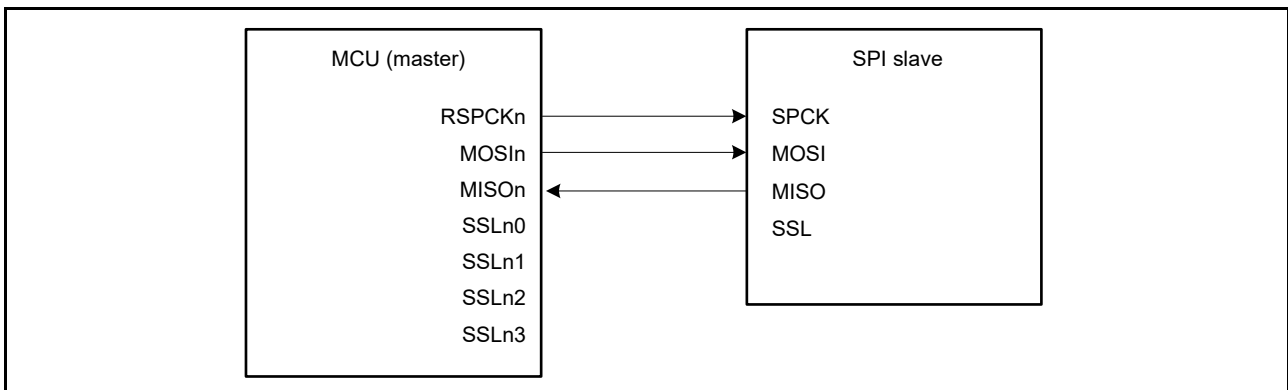 MCU (master)
SPI slave
RSPCKn
SPCK
MOSIn
MOSI
MISOn
MISO
SSLn0
SSL
SSLn1
SSLn2
SSLn3